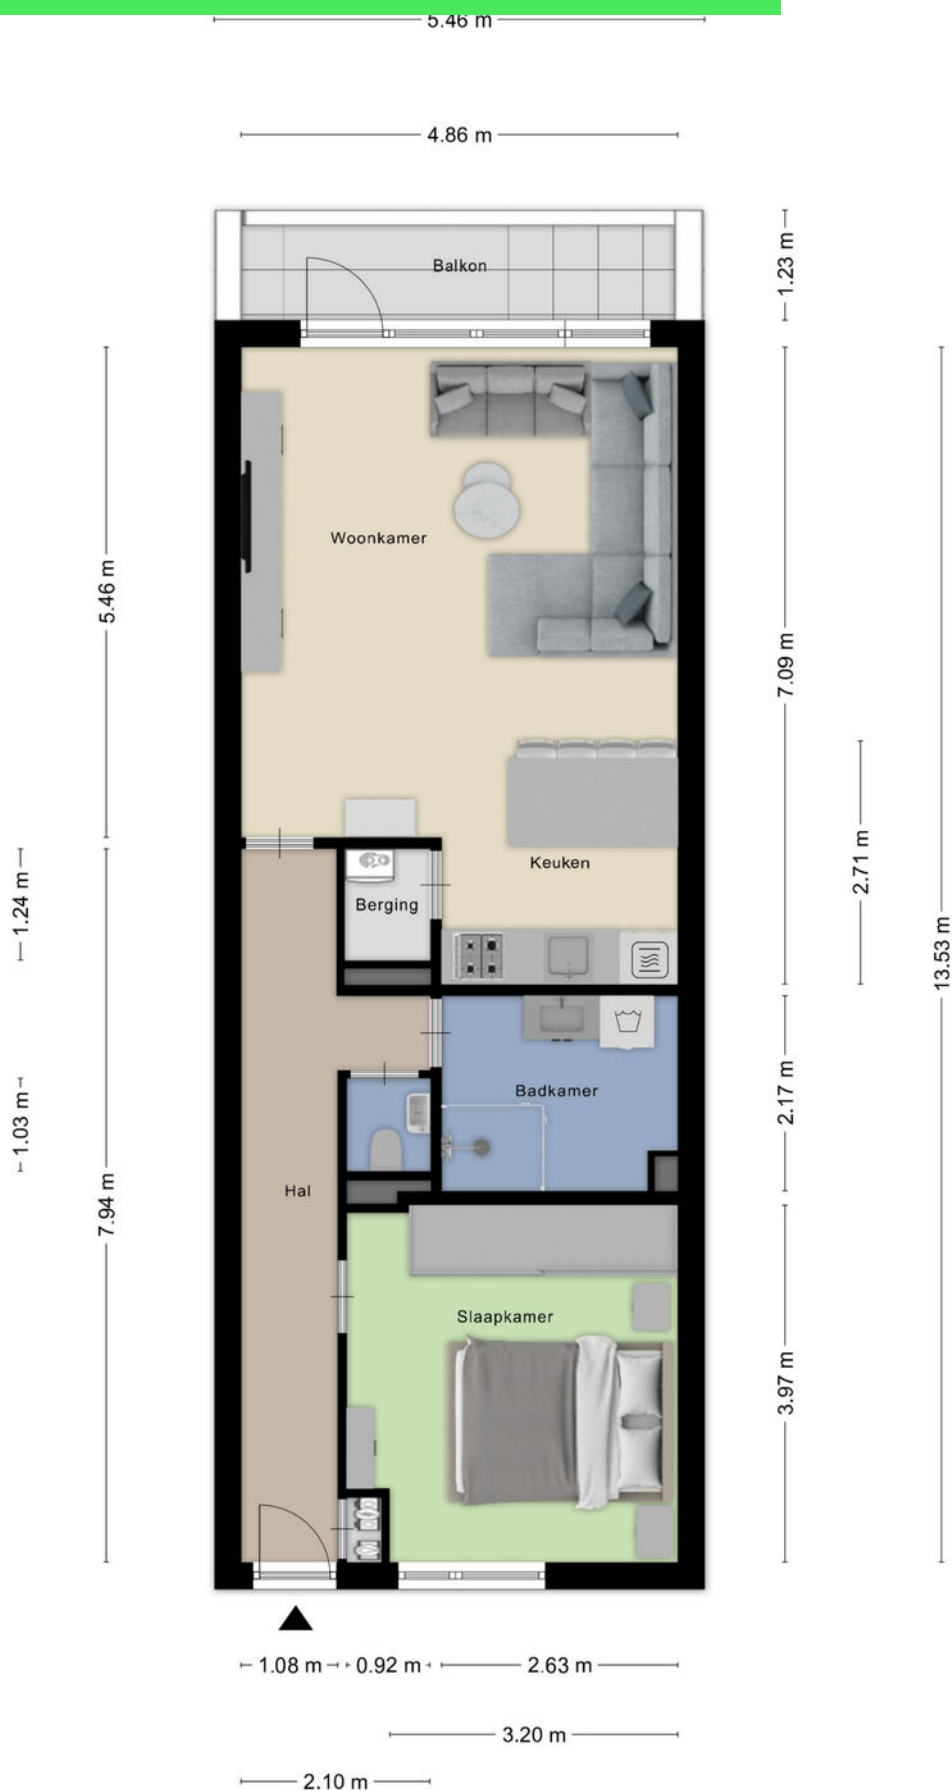 5.46 m
4.86 m
Balkon
1.23 m
Woonkamer
5.46 m
7.09 m
2.71 m
Keuken
1.24 m
Berging
13.53 m
Badkamer
2.17 m
1.03 m
Hal
7.94 m
Slaapkamer
3.97 m
1.08 m
0.92 m
2.63 m
3.20 m
2.10 m